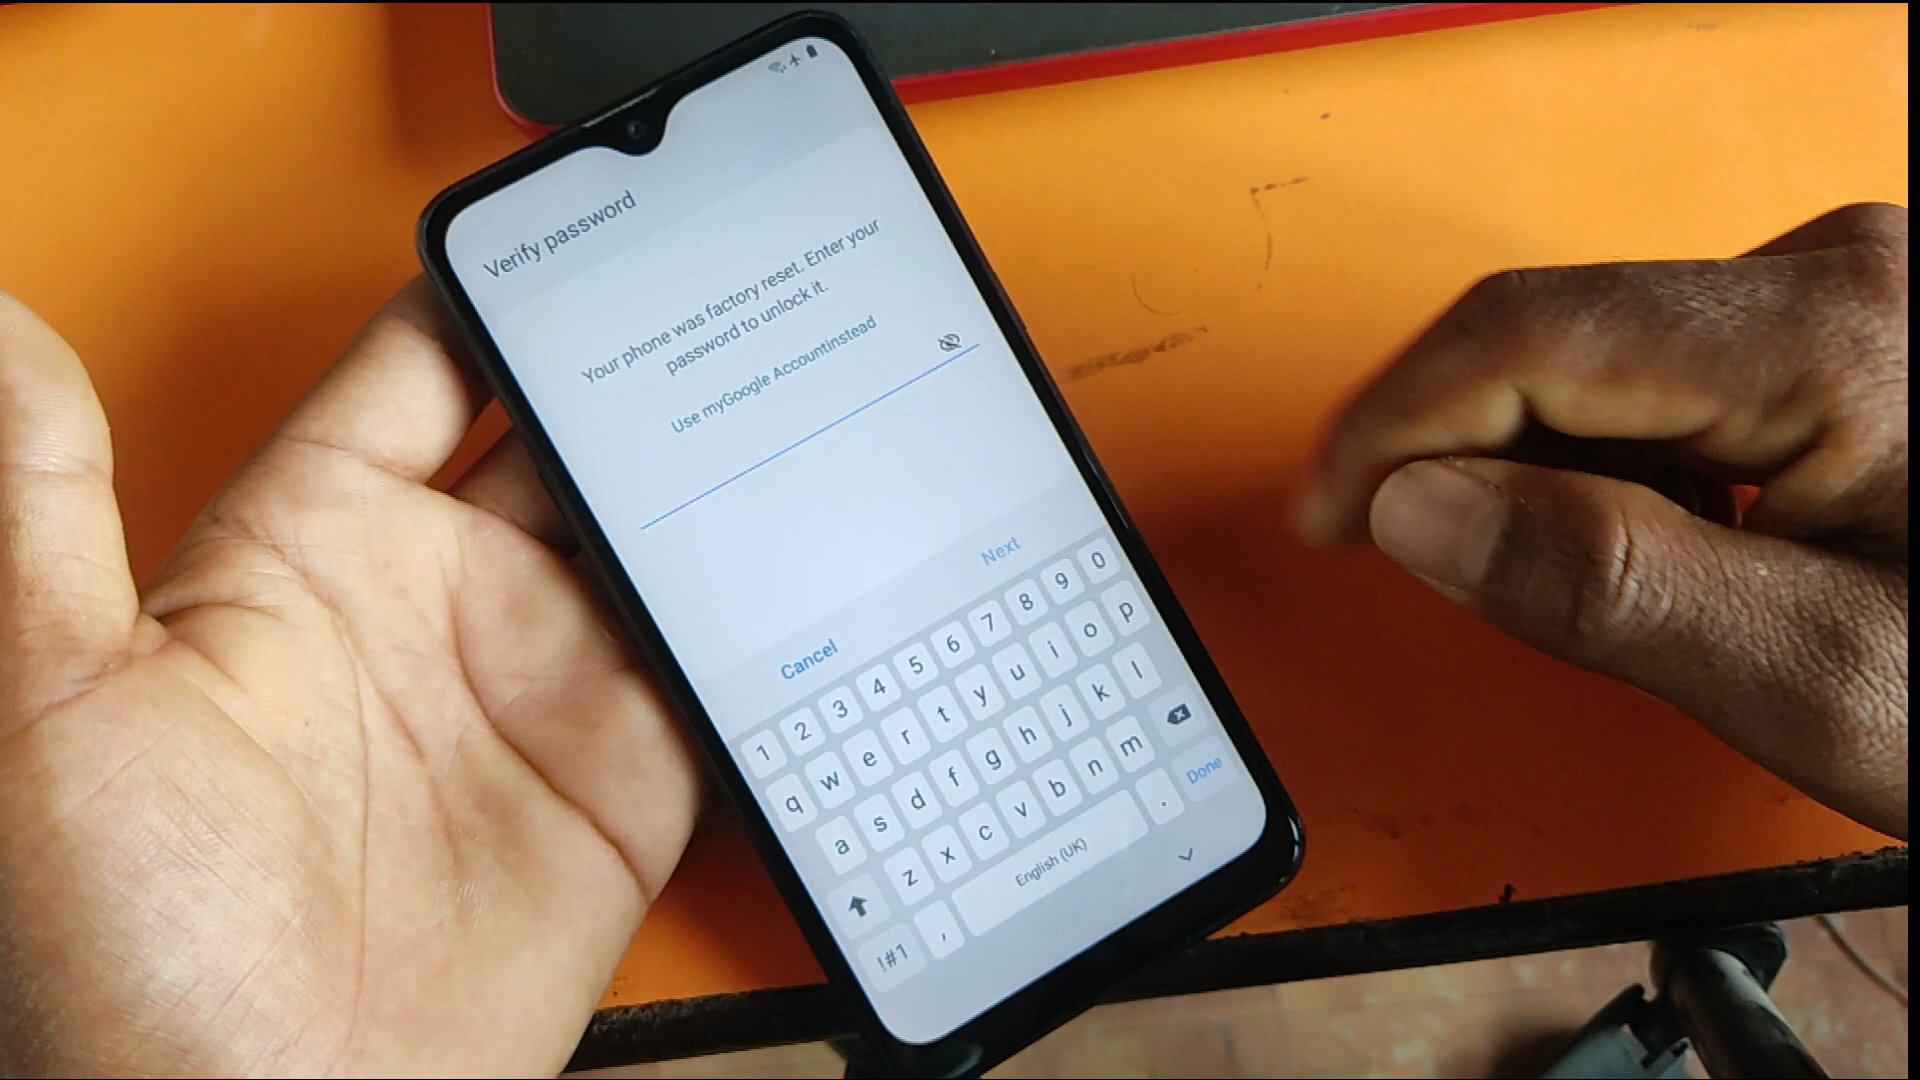 Verify password
Your phone was factory reset. Enter your
password to unlock it.
Use myGoogle Accountinstead
Cancel
Next
1 2 3 4 5 6 7 8 9 0
q w e r t y u i o p
a s d f g h j k l
z x c v b n m
!#1 , English (UK) . Done